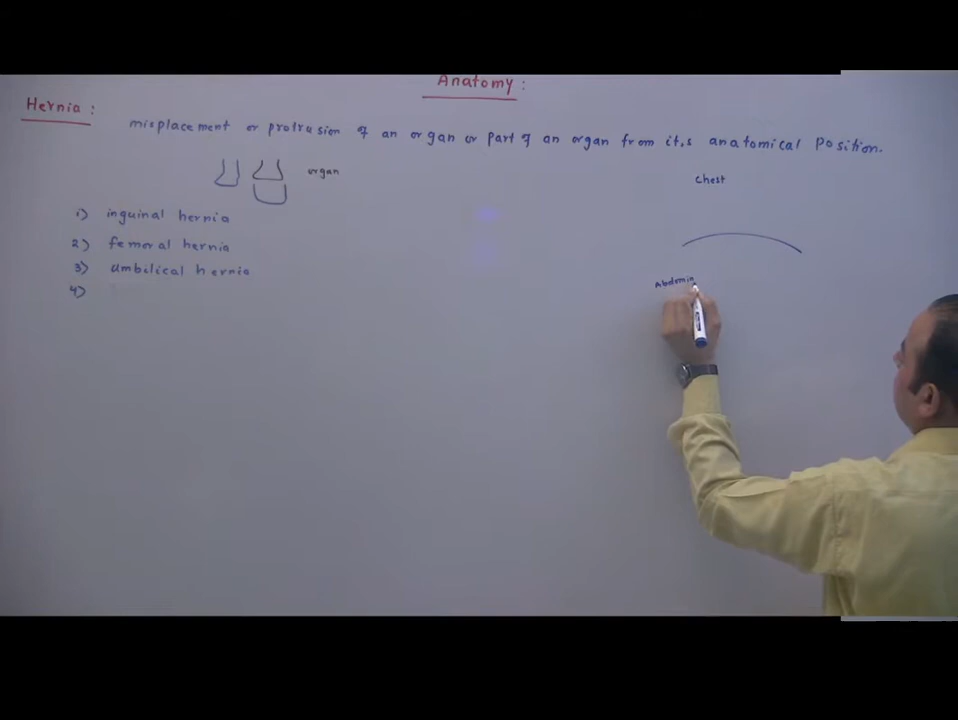 Anatomy :
Hernia :
misplacement or protrusion of an organ or part of an organ from it,s anatomical position.
organ
chest
1) inguinal hernia
2) femoral hernia
3) umbilical hernia
Abdomin
4)